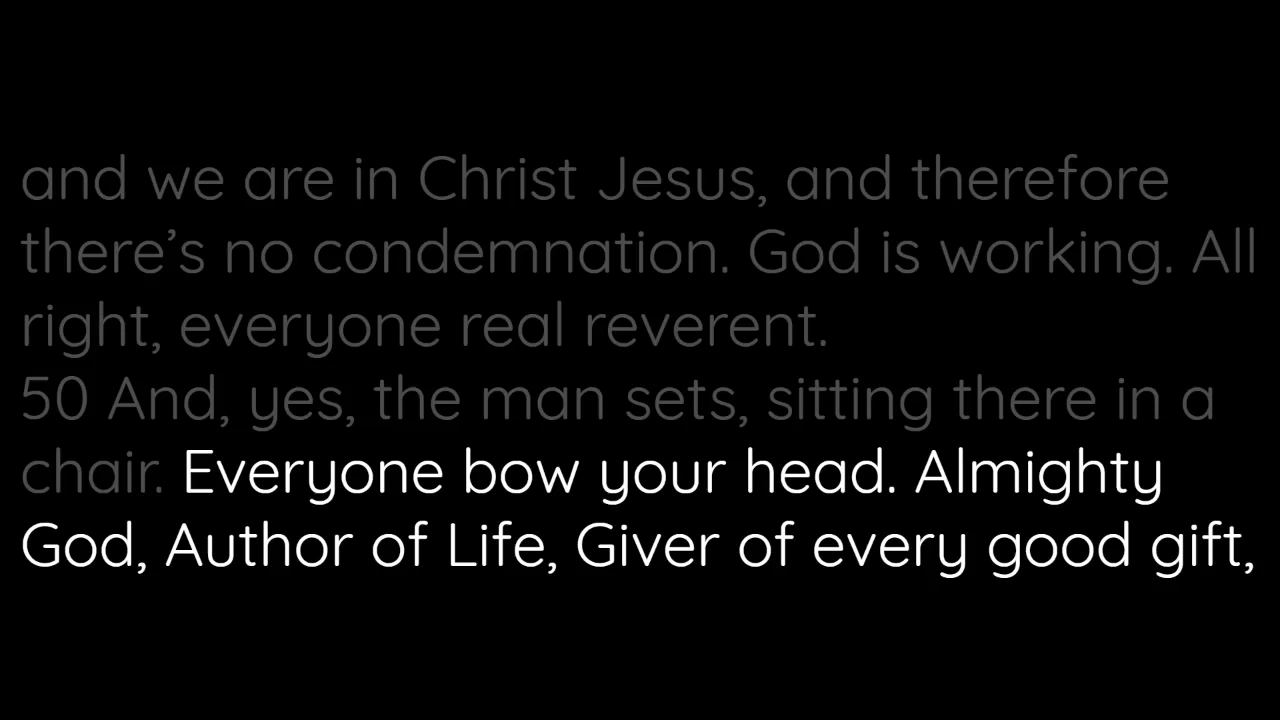 and we are in Christ Jesus, and therefore
there’s no condemnation. God is working. All
right, everyone real reverent.
50 And, yes, the man sets, sitting there in a
chair. Everyone bow your head. Almighty
God, Author of Life, Giver of every good gift,